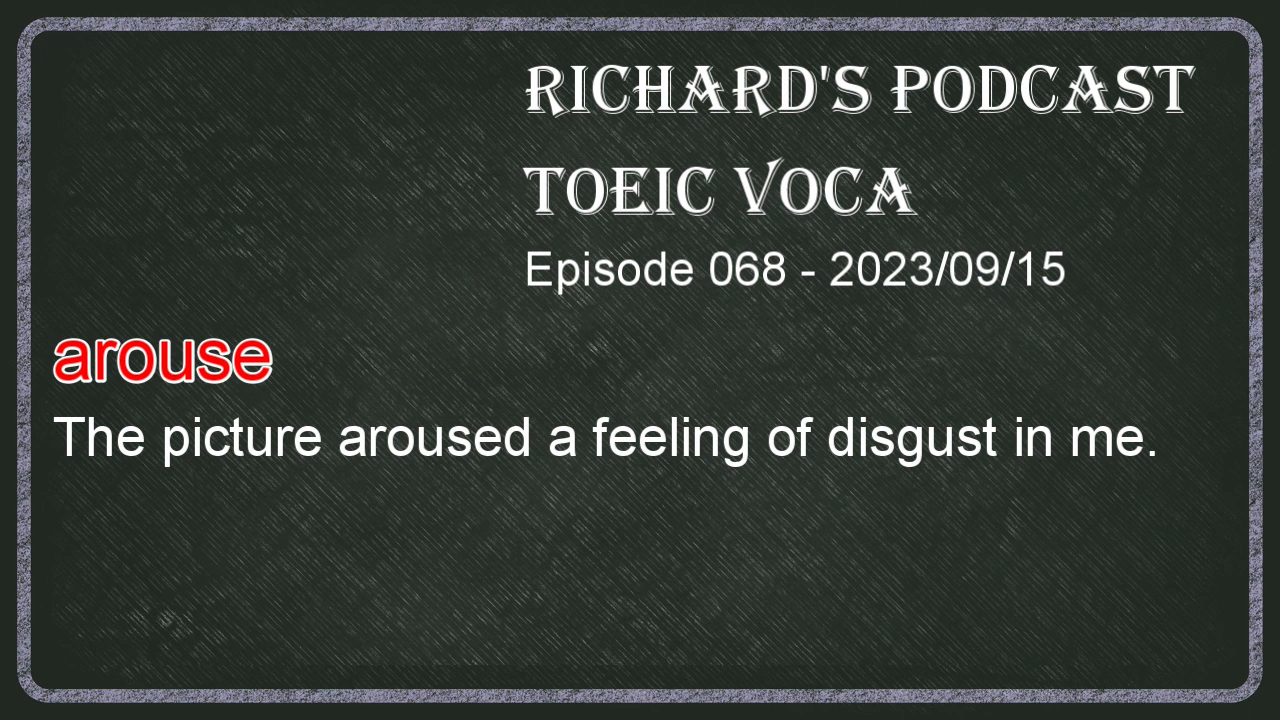 RICHARD'S PODCAST
TOEIC VOCA
Episode 068 - 2023/09/15
arouse
The picture aroused a feeling of disgust in me.